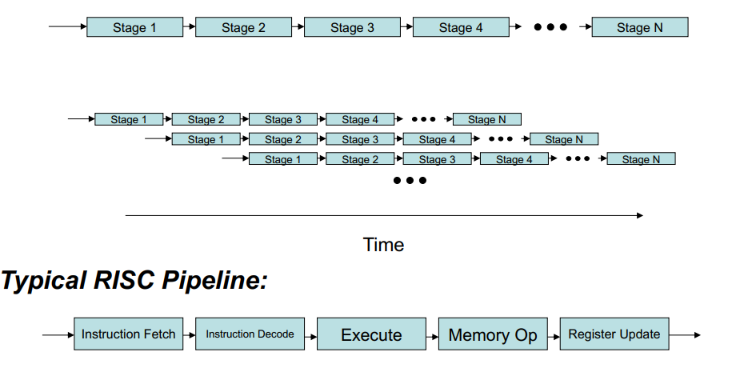 Stage 1 Stage 2 Stage 3 Stage 4 ••• Stage N
Stage 1 Stage 2 Stage 3 Stage 4 ••• Stage N
Stage 1 Stage 2 Stage 3 Stage 4 ••• Stage N
Stage 1 Stage 2 Stage 3 Stage 4 ••• Stage N
•••
Time
Typical RISC Pipeline:
Instruction Fetch Instruction Decode Execute Memory Op Register Update